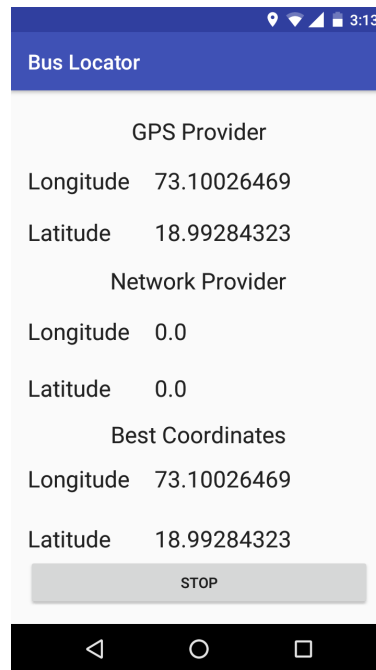 3:13
Bus Locator
GPS Provider
Longitude 73.10026469
Latitude 18.99284323
Network Provider
Longitude 0.0
Latitude 0.0
Best Coordinates
Longitude 73.10026469
Latitude 18.99284323
STOP